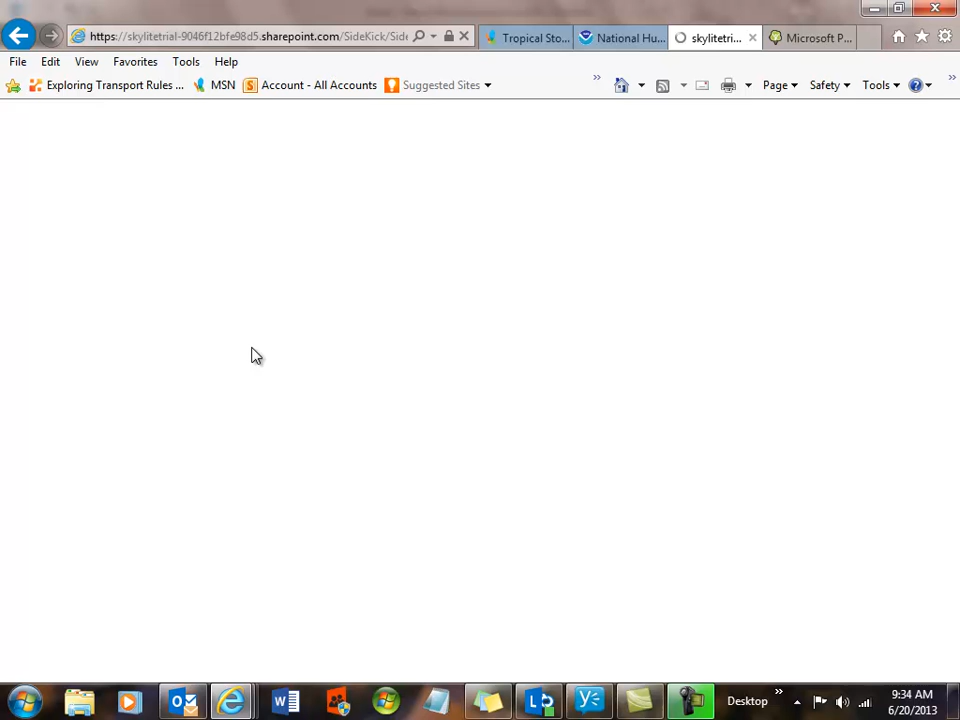 https://skylitetrial-9046f12bfe98d5.sharepoint.com/SideKick/Side
Tropical Sto...
National Hu...
skylitetri...
Microsoft P...
File Edit View Favorites Tools Help
Exploring Transport Rules ...
MSN
Account - All Accounts
Suggested Sites
Page
Safety
Tools
Desktop
9:34 AM
6/20/2013